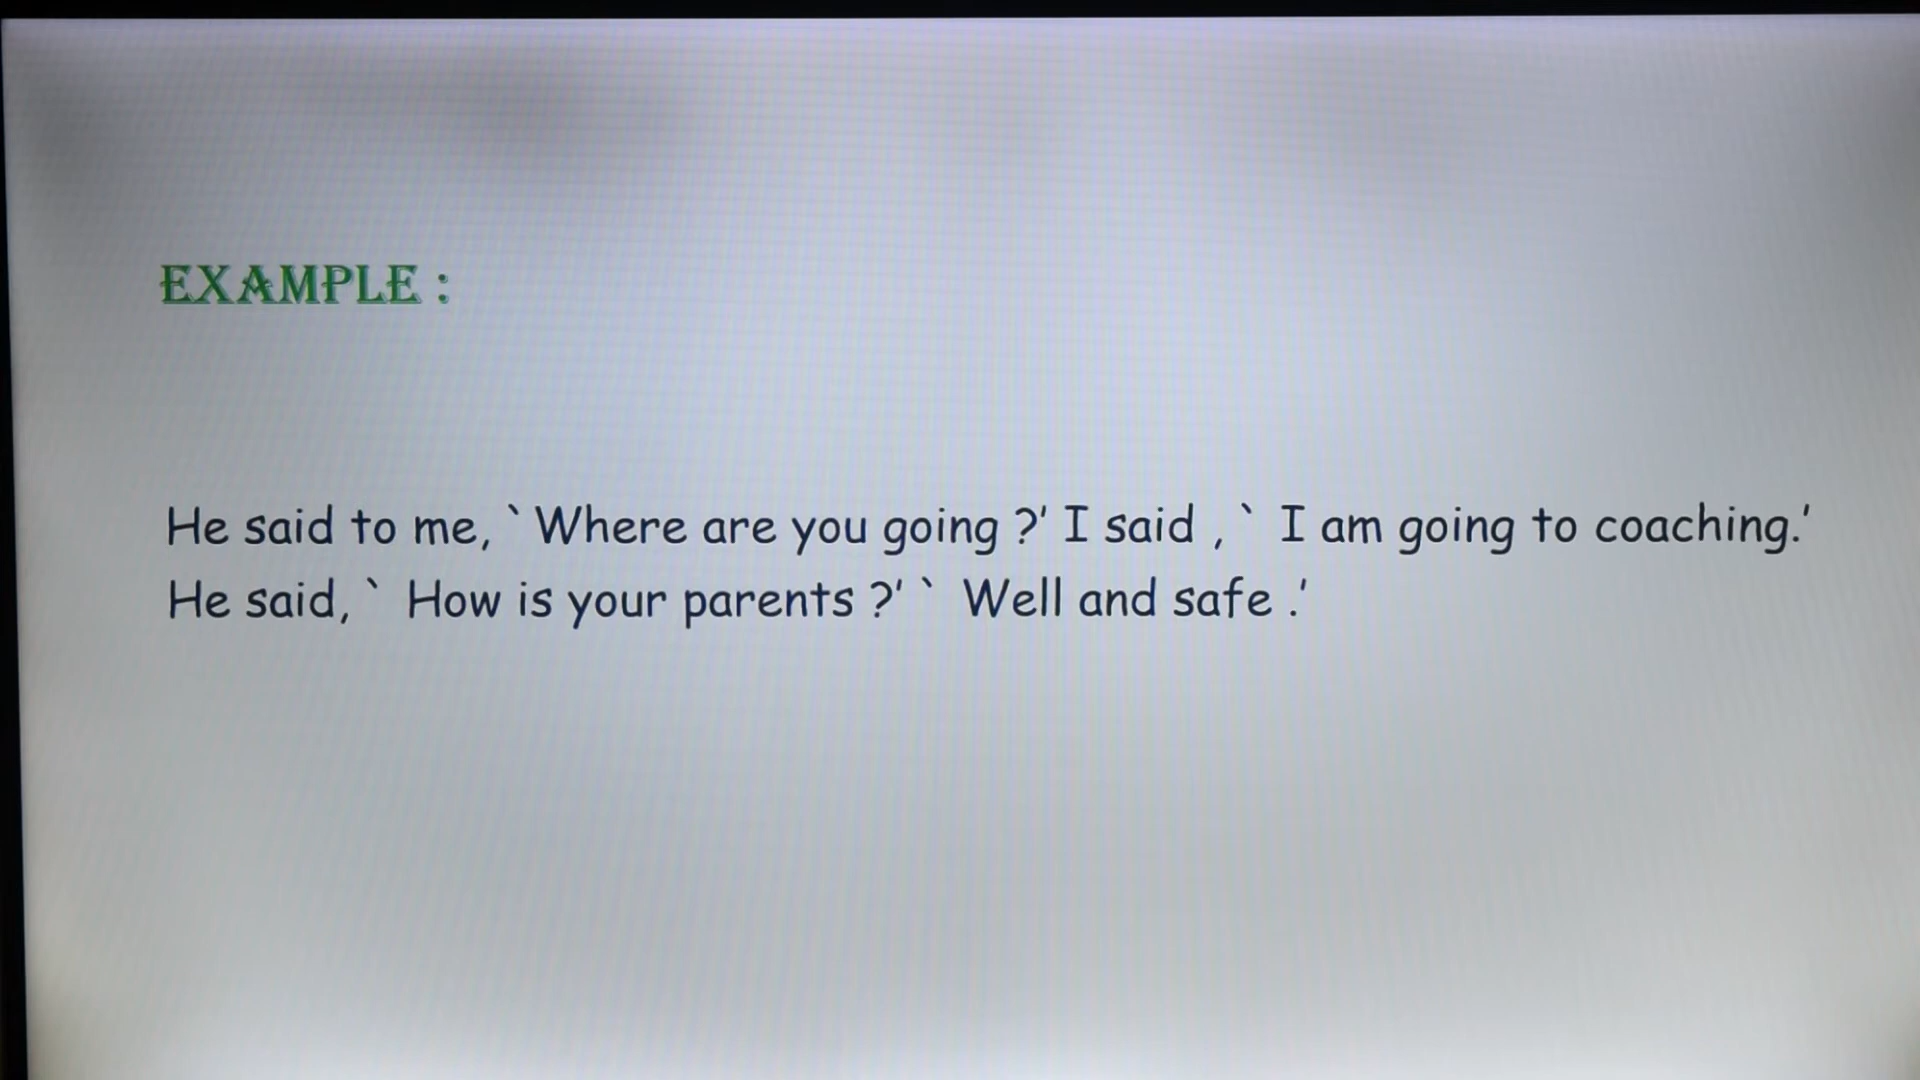 EXAMPLE :
He said to me, `Where are you going ?' I said , ` I am going to coaching.'
He said, ` How is your parents ?' ` Well and safe .'